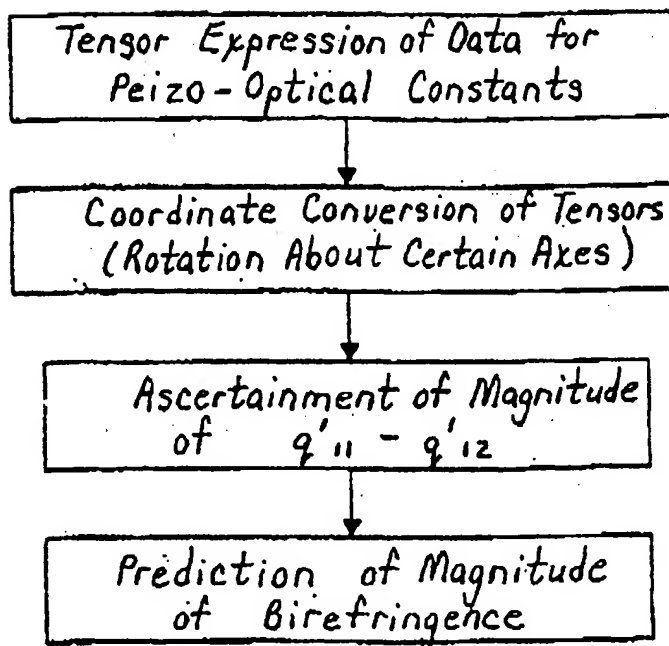 Tensor Expression of Data for
Peizo-Optical Constants
Coordinate Conversion of Tensors
(Rotation About Certain Axes)
Ascertainment of Magnitude
of q'11 - q'12
Prediction of Magnitude
of Birefringence